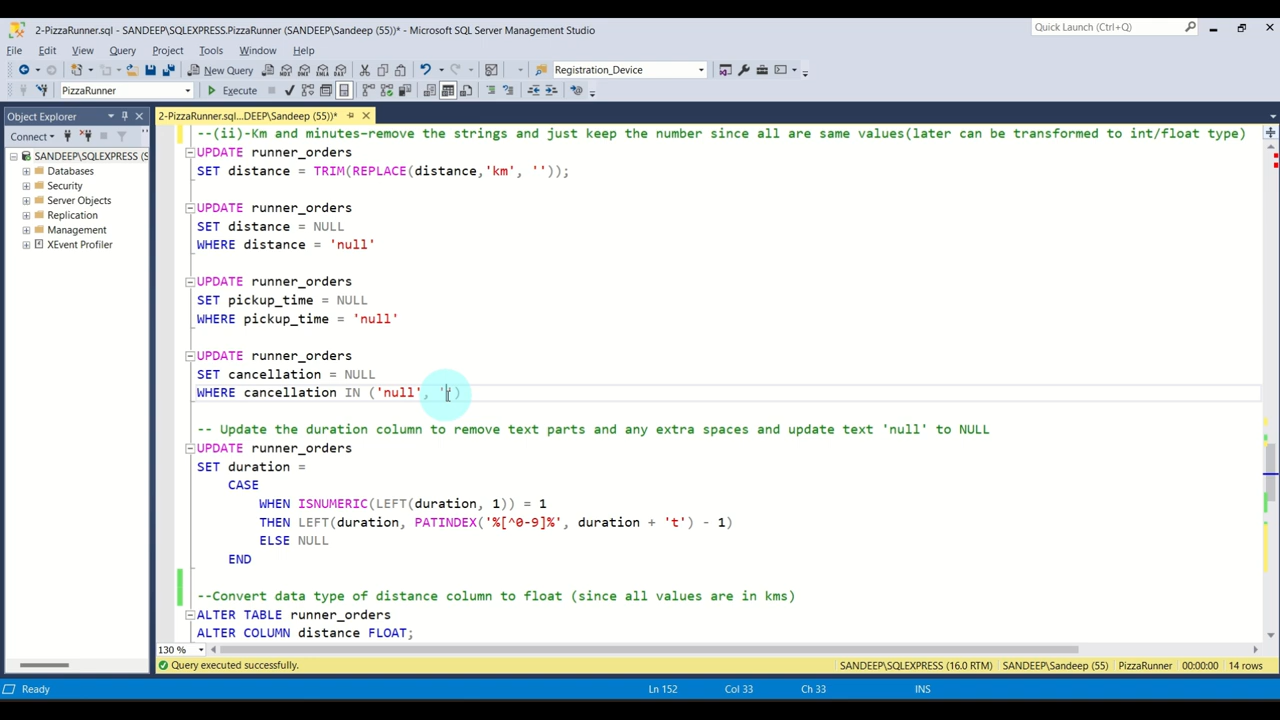 2-PizzaRunner.sql - SANDEEP\SQLEXPRESS.PizzaRunner (SANDEEP\Sandeep (55))* - Microsoft SQL Server Management Studio
Quick Launch (Ctrl+Q)
File Edit View Query Project Tools Window Help
New Query
Registration_Device
PizzaRunner
Execute
Object Explorer
2-PizzaRunner.sql...DEEP\Sandeep (55))*
Connect
SANDEEP\SQLEXPRESS (S
Databases
Security
Server Objects
Replication
Management
XEvent Profiler
--(ii)-Km and minutes-remove the strings and just keep the number since all are same values(later can be transformed to int/float type)
UPDATE runner_orders
SET distance = TRIM(REPLACE(distance,'km', ''));
UPDATE runner_orders
SET distance = NULL
WHERE distance = 'null'
UPDATE runner_orders
SET pickup_time = NULL
WHERE pickup_time = 'null'
UPDATE runner_orders
SET cancellation = NULL
WHERE cancellation IN ('null', '')
-- Update the duration column to remove text parts and any extra spaces and update text 'null' to NULL
UPDATE runner_orders
SET duration =
CASE
WHEN ISNUMERIC(LEFT(duration, 1)) = 1
THEN LEFT(duration, PATINDEX('%[^0-9]%', duration + 't') - 1)
ELSE NULL
END
--Convert data type of distance column to float (since all values are in kms)
ALTER TABLE runner_orders
ALTER COLUMN distance FLOAT;
130 %
Query executed successfully.
SANDEEP\SQLEXPRESS (16.0 RTM) SANDEEP\Sandeep (55) PizzaRunner 00:00:00 14 rows
Ready
Ln 152 Col 33 Ch 33 INS